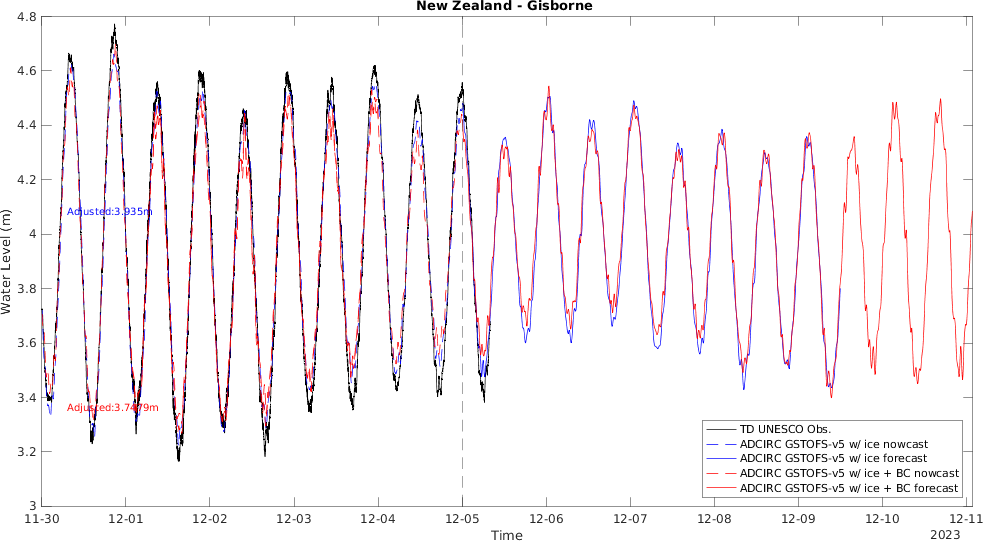 New Zealand - Gisborne
4.8
4.6
4.4
4.2
4
3.8
3.6
3.4
3.2
3
Water Level (m)
Adjusted:3.935m
Adjusted:3.7479m
TD UNESCO Obs.
ADCIRC GSTOFS-v5 w/ ice nowcast
ADCIRC GSTOFS-v5 w/ ice forecast
ADCIRC GSTOFS-v5 w/ ice + BC nowcast
ADCIRC GSTOFS-v5 w/ ice + BC forecast
11-30 12-01 12-02 12-03 12-04 12-05 12-06 12-07 12-08 12-09 12-10 12-11
Time
2023